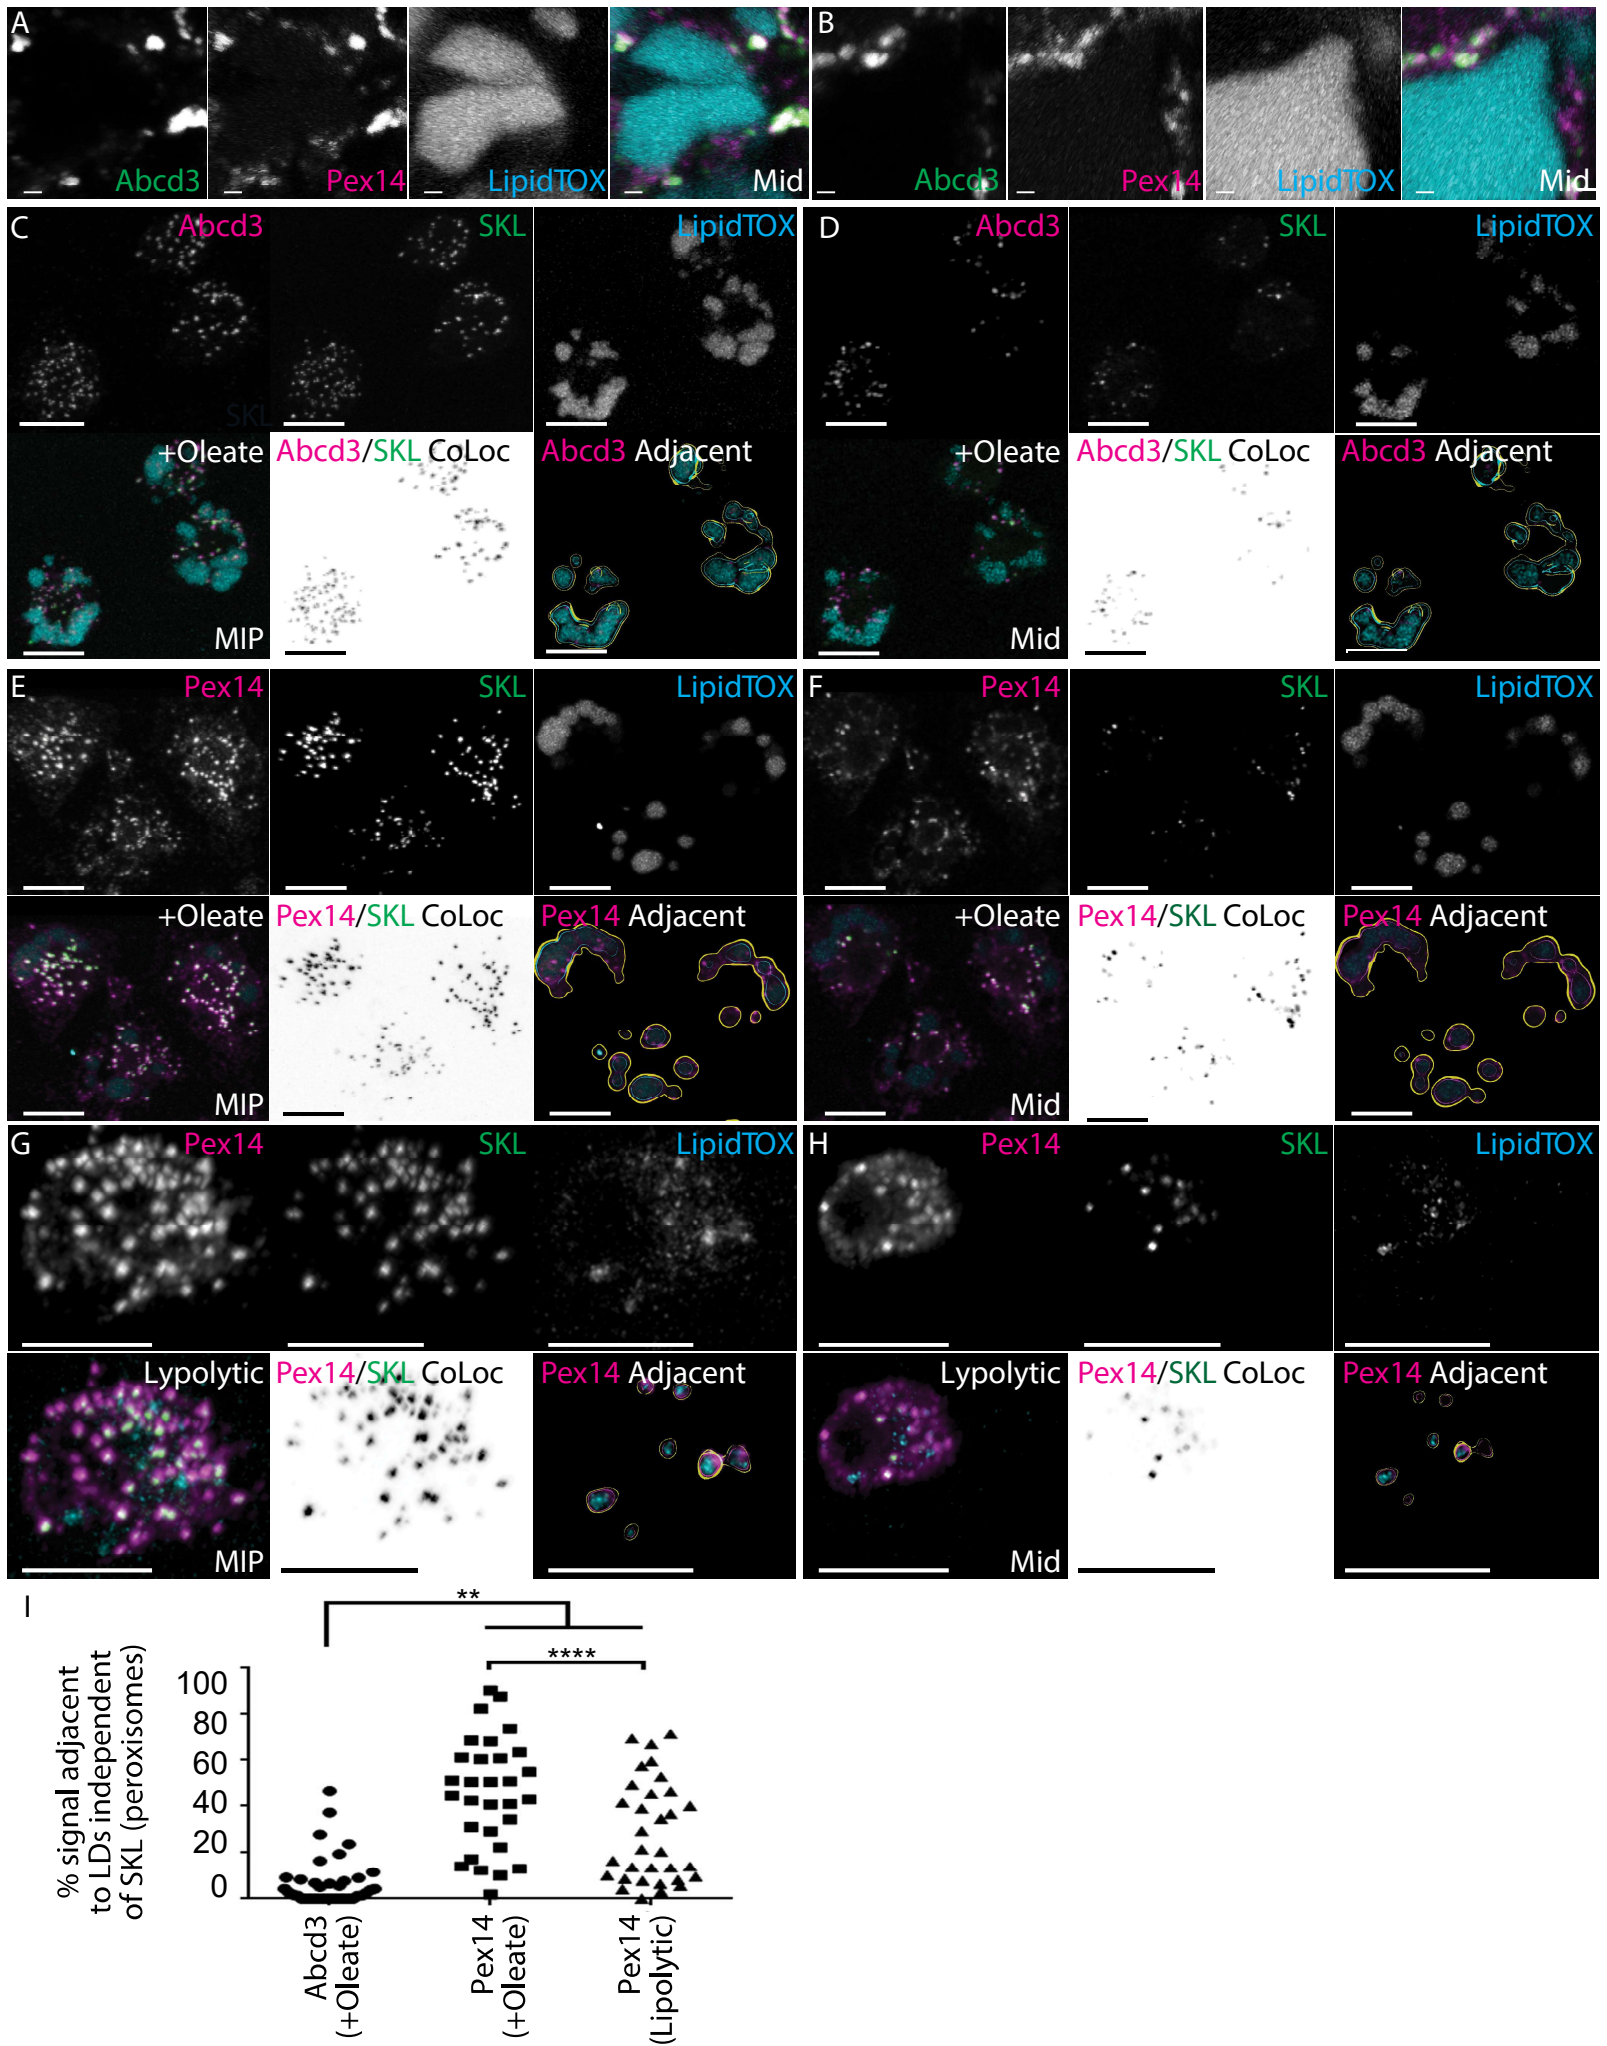 A
Abcd3
Pex14
LipidTOX
Mid
B
Abcd3
Pex14
LipidTOX
Mid
C
Abcd3
SKL
LipidTOX
SKL
+Oleate
MIP
Abcd3/SKL CoLoc
Abcd3 Adjacent
D
Abcd3
SKL
LipidTOX
+Oleate
Mid
Abcd3/SKL CoLoc
Abcd3 Adjacent
E
Pex14
SKL
LipidTOX
+Oleate
MIP
Pex14/SKL CoLoc
Pex14 Adjacent
F
Pex14
SKL
LipidTOX
+Oleate
Mid
Pex14/SKL CoLoc
Pex14 Adjacent
G
Pex14
SKL
LipidTOX
Lypolytic
MIP
Pex14/SKL CoLoc
Pex14 Adjacent
H
Pex14
SKL
LipidTOX
Lypolytic
Mid
Pex14/SKL CoLoc
Pex14 Adjacent
I
**
****
% signal adjacent
to LDs independent
of SKL (peroxisomes)
100
80
60
40
20
0
Abcd3
(+Oleate)
Pex14
(+Oleate)
Pex14
(Lipolytic)